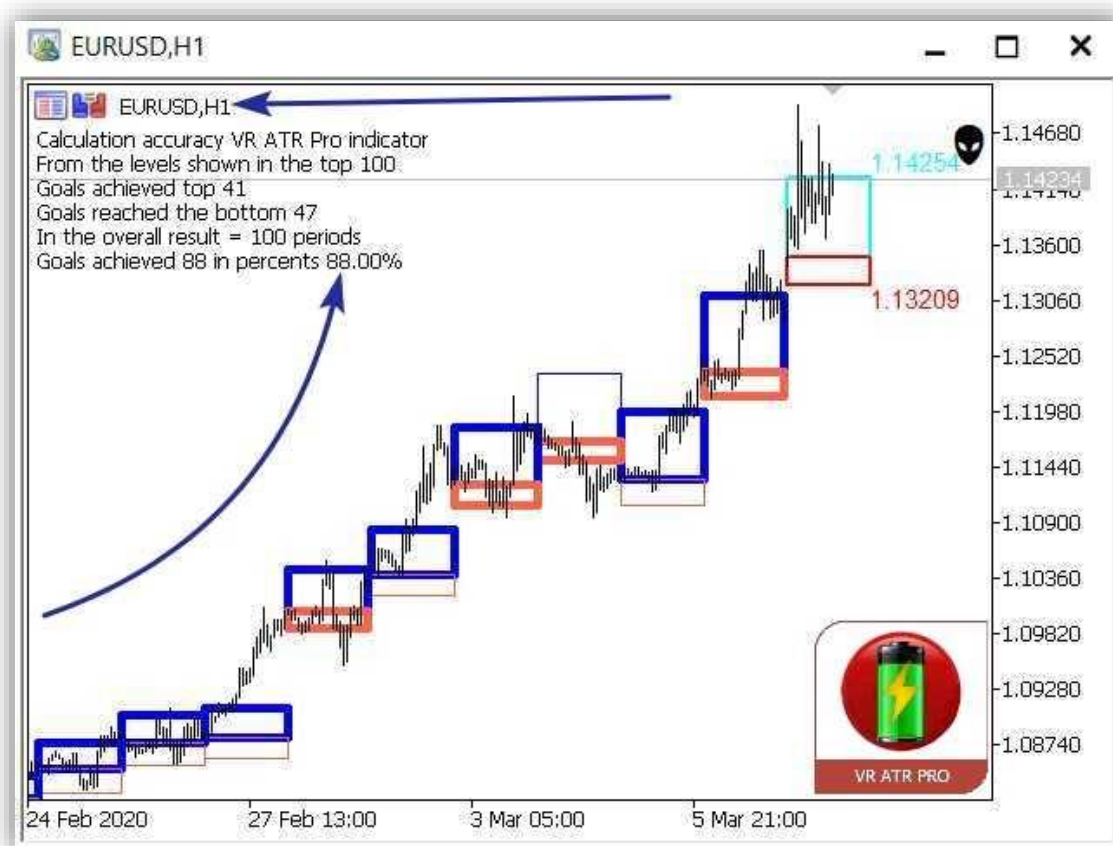 EURUSD,H1
EURUSD,H1
Calculation accuracy VR ATR Pro indicator
From the levels shown in the top 100
Goals achieved top 41
Goals reached the bottom 47
In the overall result = 100 periods
Goals achieved 88 in percents 88.00%
1.14254
1.13209
1.14680
1.14234
1.14140
1.13600
1.13060
1.12520
1.11980
1.11440
1.10900
1.10360
1.09820
1.09280
1.08740
VR ATR PRO
24 Feb 2020 27 Feb 13:00 3 Mar 05:00 5 Mar 21:00